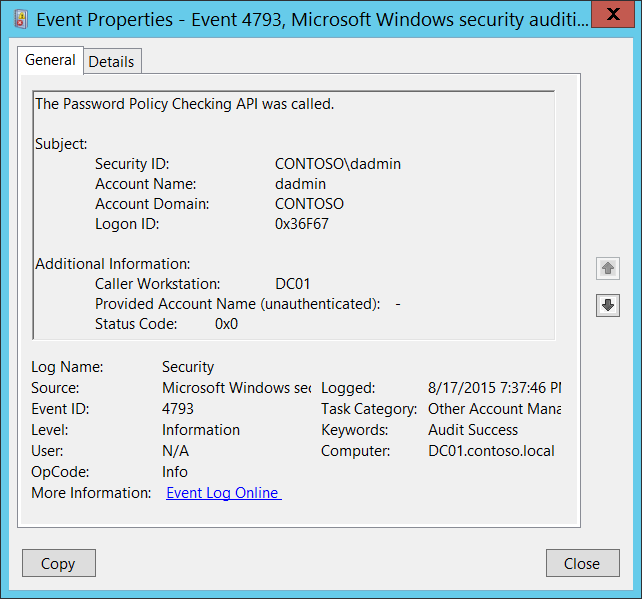 Event Properties - Event 4793, Microsoft Windows security auditi...
X
General
Details
The Password Policy Checking API was called.
Subject:
Security ID: CONTOSO\dadmin
Account Name: dadmin
Account Domain: CONTOSO
Logon ID: 0x36F67
Additional Information:
Caller Workstation: DC01
Provided Account Name (unauthenticated): -
Status Code: 0x0
Log Name: Security
Source: Microsoft Windows sec Logged: 8/17/2015 7:37:46 PM
Event ID: 4793 Task Category: Other Account Mana
Level: Information Keywords: Audit Success
User: N/A Computer: DC01.contoso.local
OpCode: Info
More Information: Event Log Online
Copy
Close